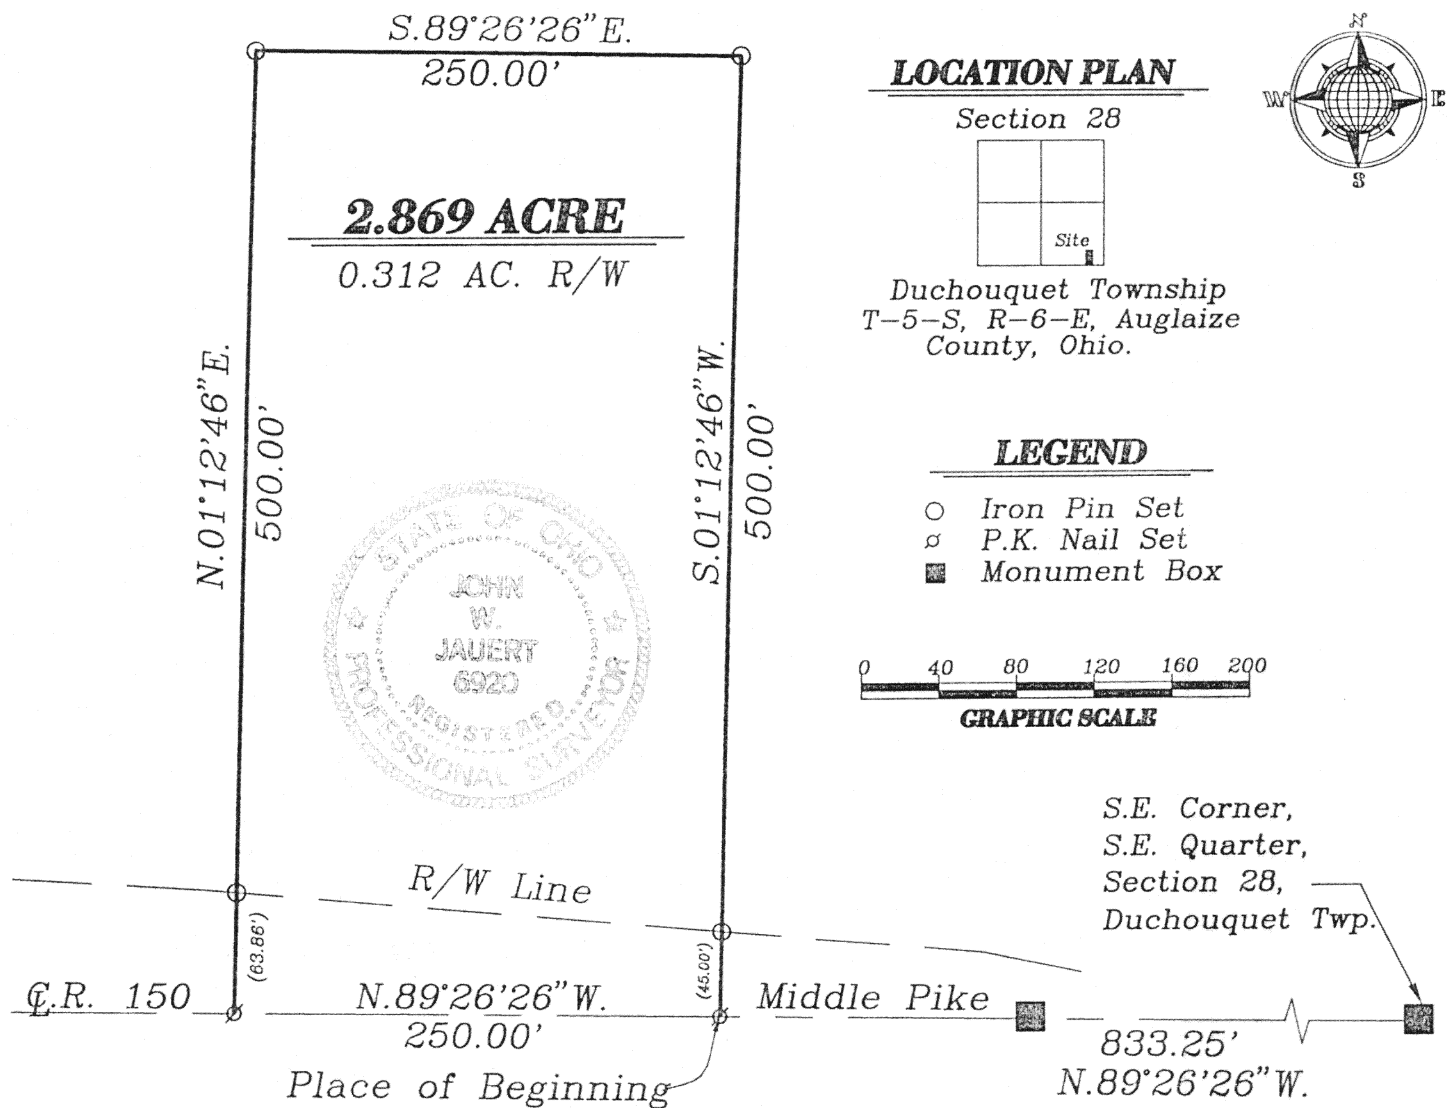 S.89°26'26"E.
250.00'
2.869 ACRE
0.312 AC. R/W
N.01°12'46"E.
500.00'
S.01°12'46"W.
500.00'
STATE OF OHIO
JOHN
W.
JAUERT
6920
REGISTERED
PROFESSIONAL SURVEYOR
R/W Line
(63.86')
(45.00')
C.R. 150
N.89°26'26"W.
250.00'
Middle Pike
Place of Beginning
833.25'
N.89°26'26"W.
LOCATION PLAN
Section 28
Site
Duchouquet Township
T-5-S, R-6-E, Auglaize
County, Ohio.
N
W
E
S
LEGEND
Iron Pin Set
P.K. Nail Set
Monument Box
0 40 80 120 160 200
GRAPHIC SCALE
S.E. Corner,
S.E. Quarter,
Section 28,
Duchouquet Twp.